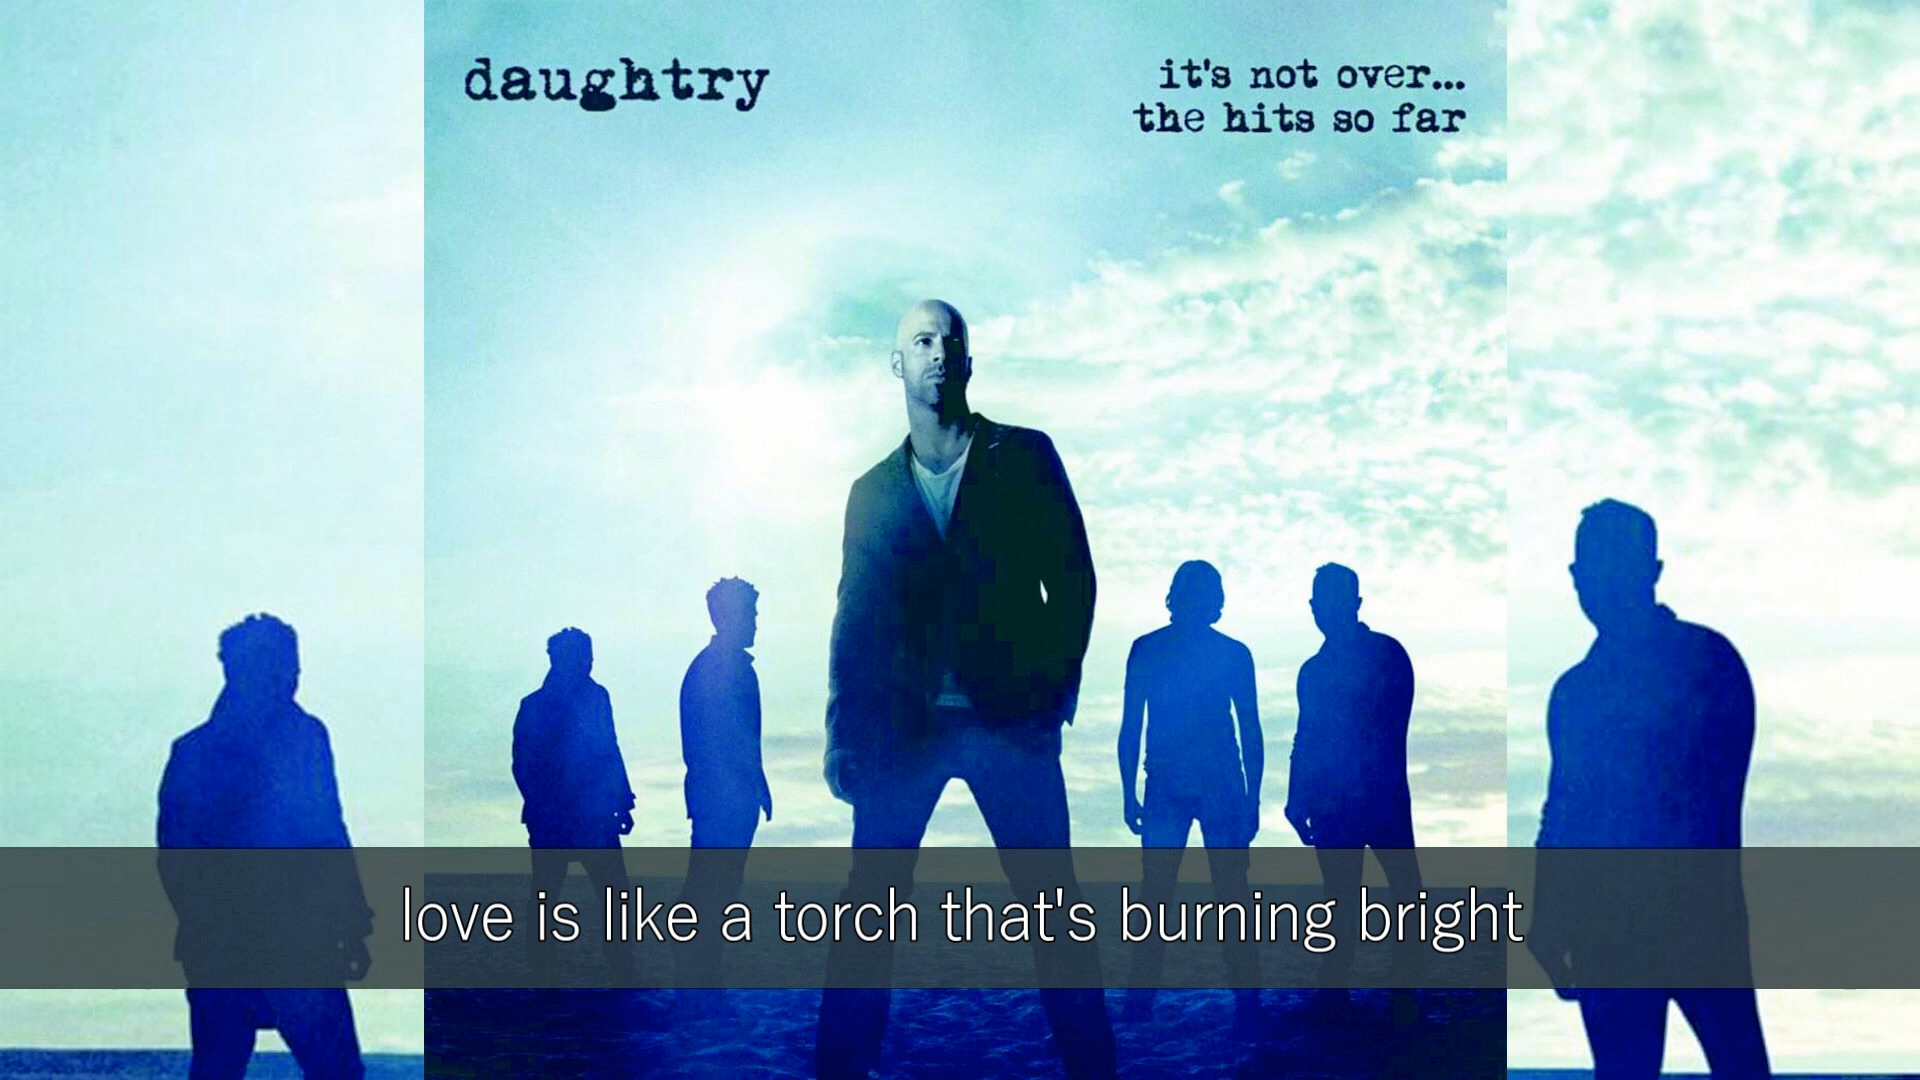 daughtry
it's not over...
the hits so far
love is like a torch that's burning bright